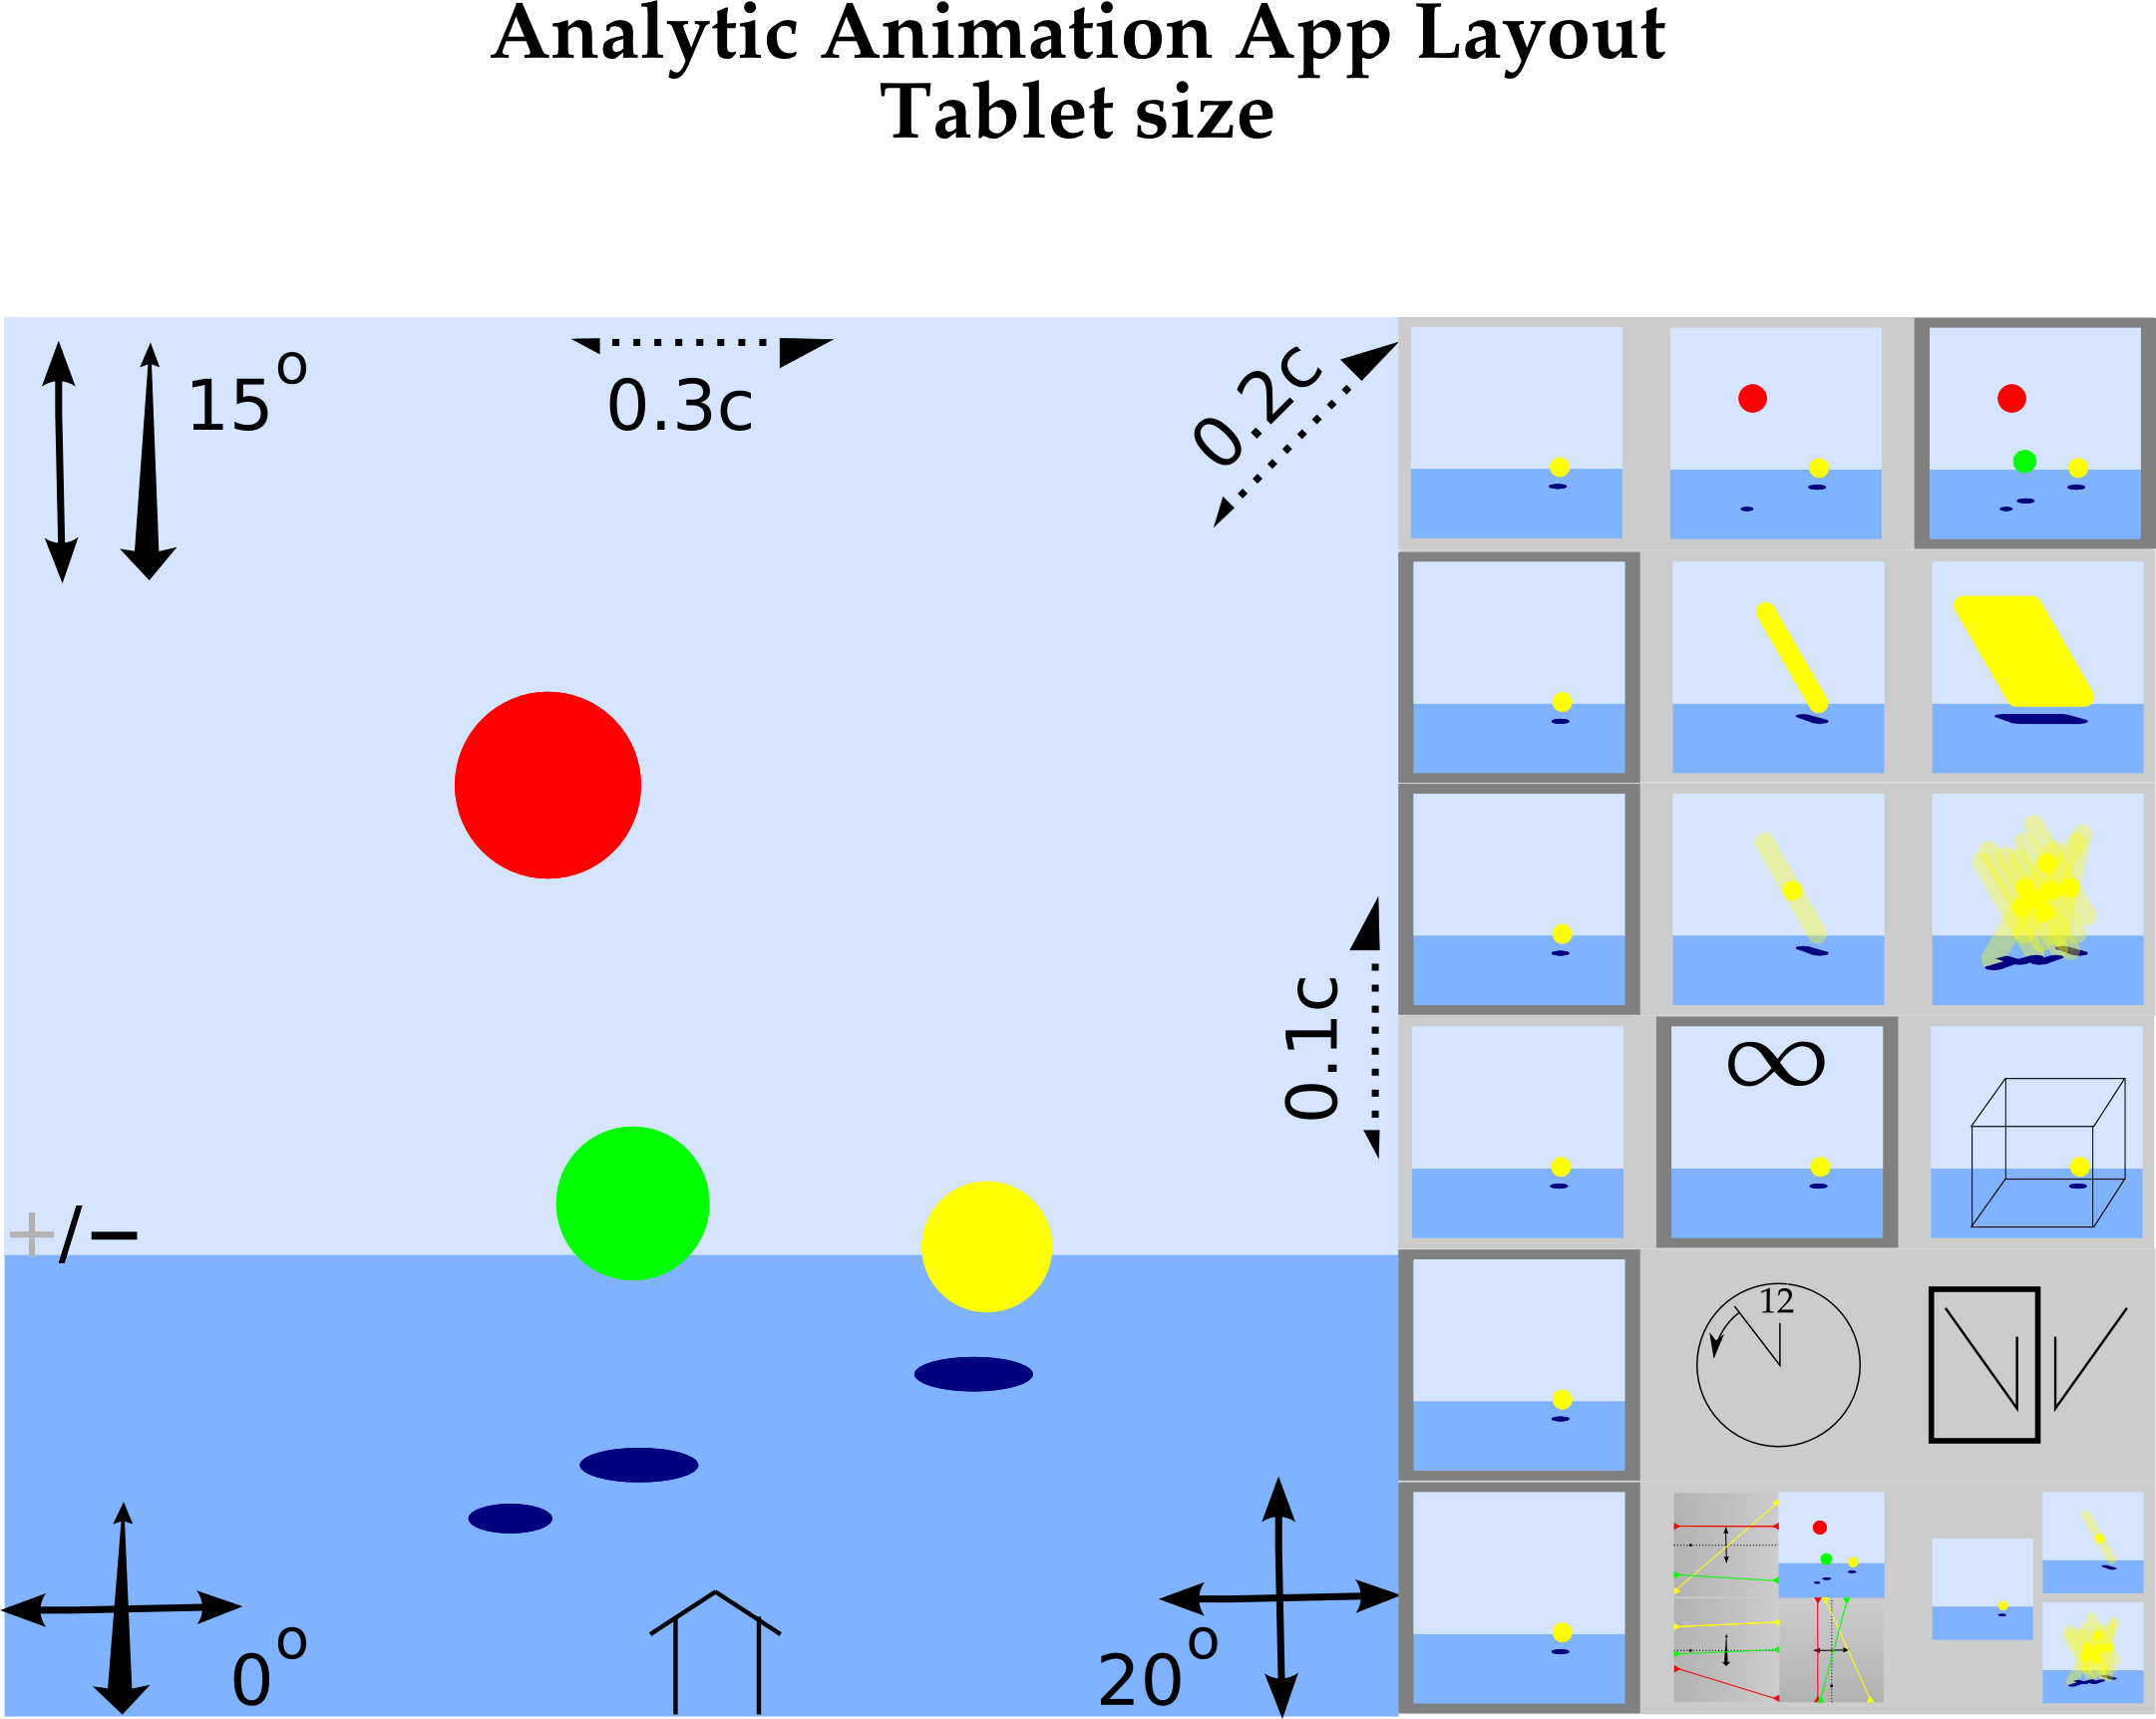 Analytic Animation App Layout
Tablet size
15°
0.3c
0.2c
0.1c
∞
+/−
12
0°
20°